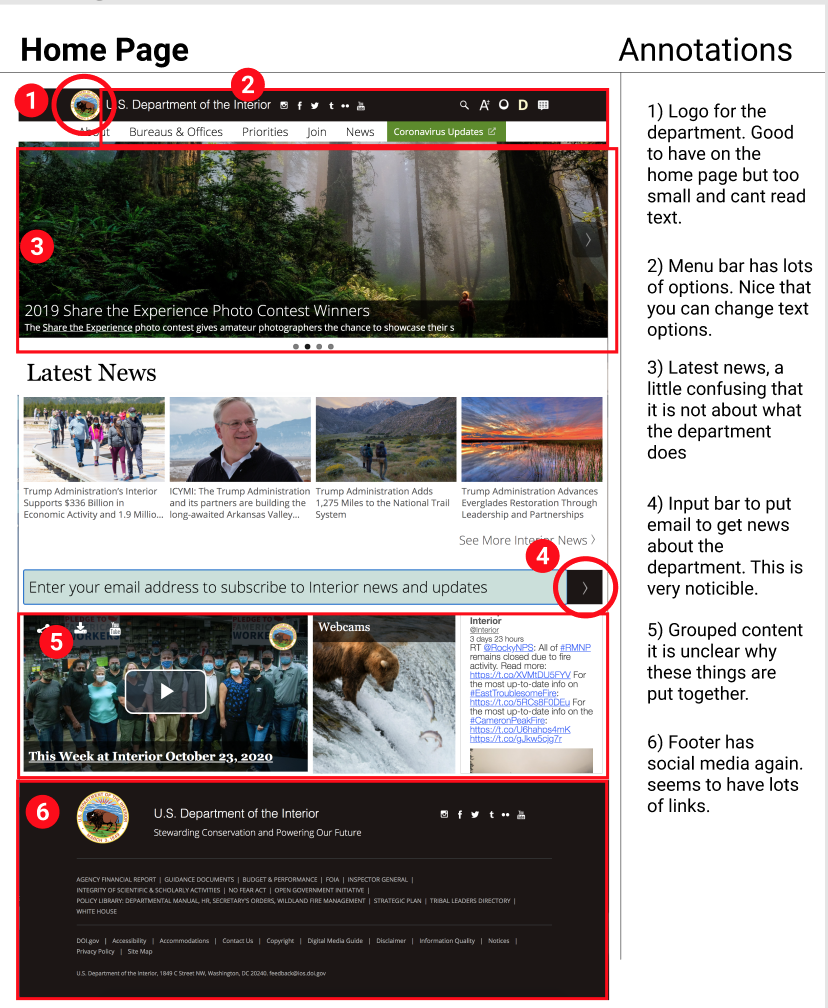 Home Page
Annotations
1
2
U.S. Department of the Interior
About Bureaus & Offices Priorities Join News Coronavirus Updates
3
2019 Share the Experience Photo Contest Winners
The Share the Experience photo contest gives amateur photographers the chance to showcase their s
Latest News
Trump Administration's Interior
Supports $336 Billion in
Economic Activity and 1.9 Millio...
ICYMI: The Trump Administration
and its partners are building the
long-awaited Arkansas Valley...
Trump Administration Adds
1,275 Miles to the National Trail
System
Trump Administration Advances
Everglades Restoration Through
Leadership and Partnerships
See More Interior News
4
Enter your email address to subscribe to Interior news and updates
5
This Week at Interior October 23, 2020
Webcams
Interior
@Interior
3 days 23 hours
RT @RockyNPS: All of #RMNP
remains closed due to fire
activity. Read more:
https://t.co/XVMtDU5FYV For
the most up-to-date info on
#EastTroublesomeFire:
https://t.co/5RCs8F0DEu For
the most up-to-date info on the
#CameronPeakFire:
https://t.co/U6hahqs4mK
https://t.co/gJkw5cjg7r
6
U.S. Department of the Interior
Stewarding Conservation and Powering Our Future
AGENCY FINANCIAL REPORT | GUIDANCE DOCUMENTS | BUDGET & PERFORMANCE | FOIA | INSPECTOR GENERAL |
INTEGRITY OF SCIENTIFIC & SCHOLARLY ACTIVITIES | NO FEAR ACT | OPEN GOVERNMENT INITIATIVE |
POLICY LIBRARY: DEPARTMENTAL MANUAL, HR, SECRETARY'S ORDERS, WILDLAND FIRE MANAGEMENT | STRATEGIC PLAN | TRIBAL LEADERS DIRECTORY |
WHITE HOUSE
DOI.gov | Accessibility | Accommodations | Contact Us | Copyright | Digital Media Guide | Disclaimer | Information Quality | Notices |
Privacy Policy | Site Map
U.S. Department of the Interior, 1849 C Street NW, Washington, DC 20240. feedback@ios.doi.gov
1) Logo for the
department. Good
to have on the
home page but too
small and cant read
text.
2) Menu bar has lots
of options. Nice that
you can change text
options.
3) Latest news, a
little confusing that
it is not about what
the department
does
4) Input bar to put
email to get news
about the
department. This is
very noticible.
5) Grouped content
it is unclear why
these things are
put together.
6) Footer has
social media again.
seems to have lots
of links.